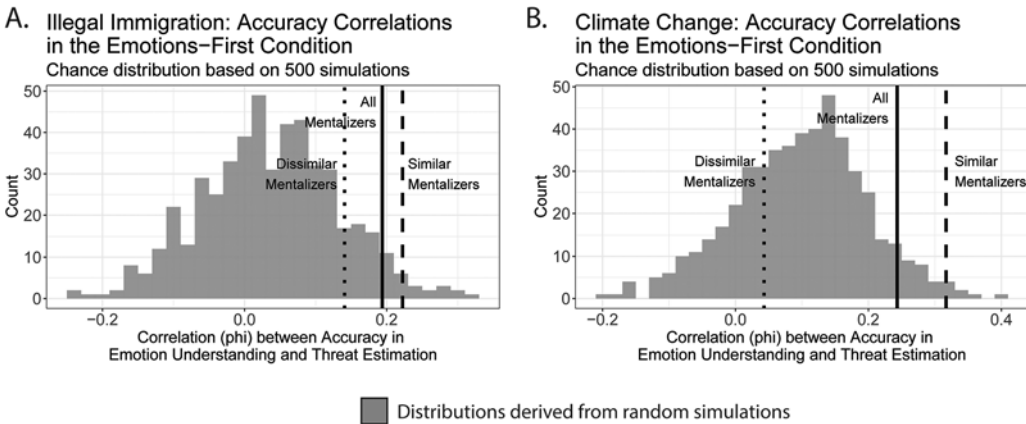 A. Illegal Immigration: Accuracy Correlations
in the Emotions−First Condition
Chance distribution based on 500 simulations
50
40
30
20
10
0
Count
All
Mentalizers
Dissimilar
Mentalizers
Similar
Mentalizers
−0.2
0.0
0.2
Correlation (phi) between Accuracy in
Emotion Understanding and Threat Estimation
B. Climate Change: Accuracy Correlations
in the Emotions−First Condition
Chance distribution based on 500 simulations
50
40
30
20
10
0
Count
All
Mentalizers
Dissimilar
Mentalizers
Similar
Mentalizers
−0.2
0.0
0.2
0.4
Correlation (phi) between Accuracy in
Emotion Understanding and Threat Estimation
Distributions derived from random simulations